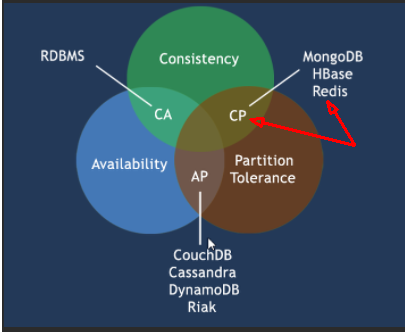 Consistency
RDBMS
MongoDB
HBase
Redis
CA
CP
Availability
Partition
Tolerance
AP
CouchDB
Cassandra
DynamoDB
Riak